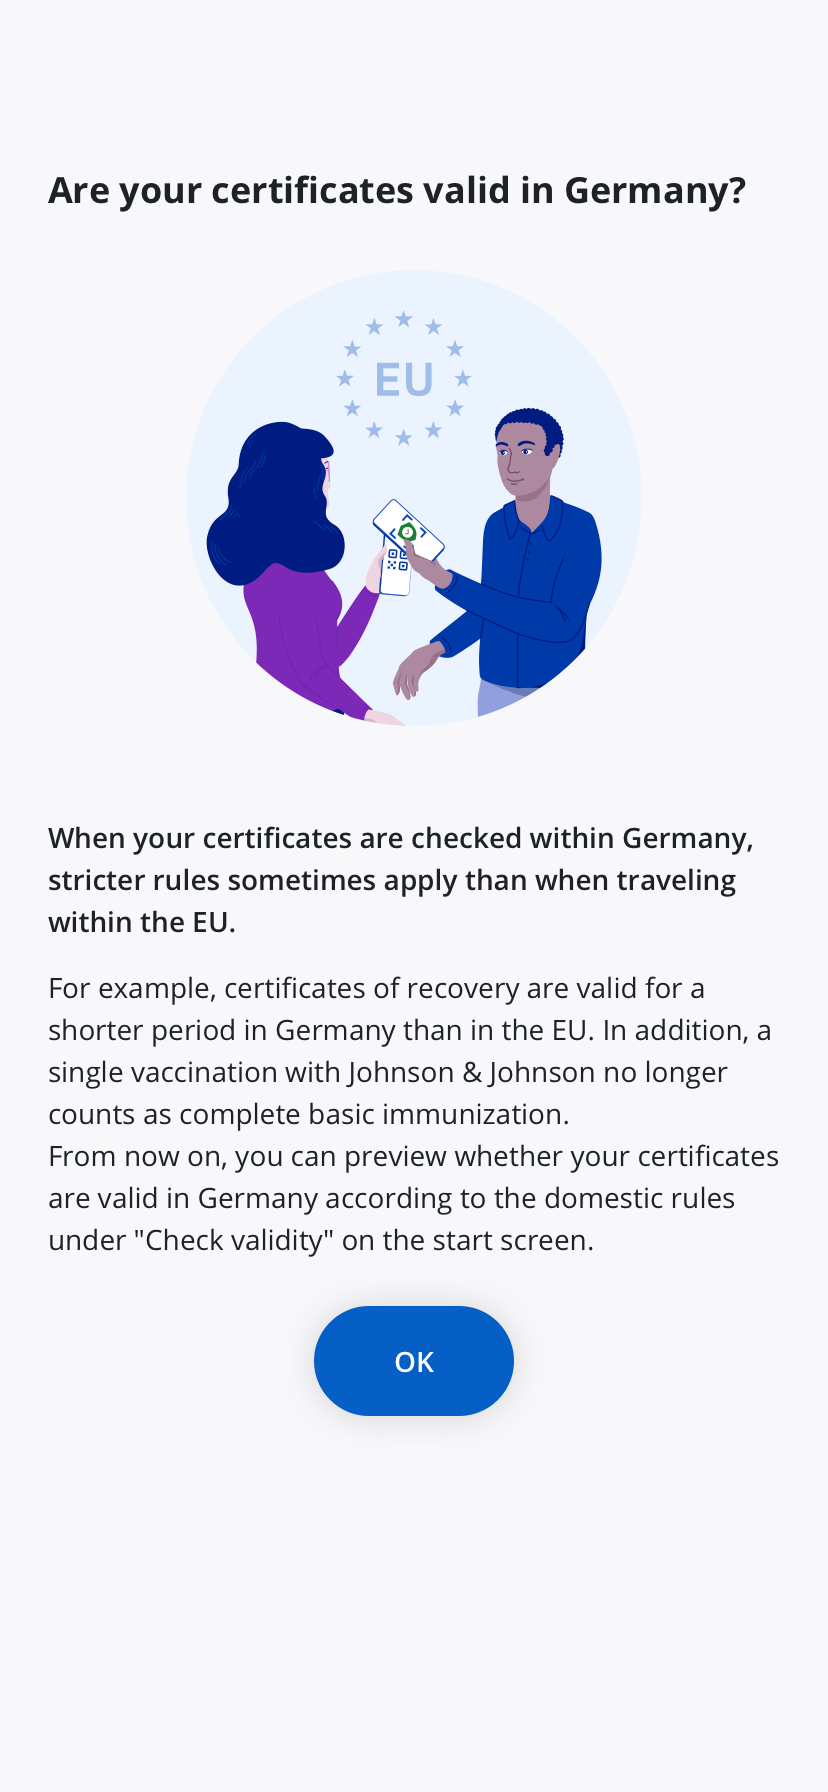 Are your certificates valid in Germany?
EU
When your certificates are checked within Germany,
stricter rules sometimes apply than when traveling
within the EU.
For example, certificates of recovery are valid for a
shorter period in Germany than in the EU. In addition, a
single vaccination with Johnson & Johnson no longer
counts as complete basic immunization.
From now on, you can preview whether your certificates
are valid in Germany according to the domestic rules
under "Check validity" on the start screen.
OK